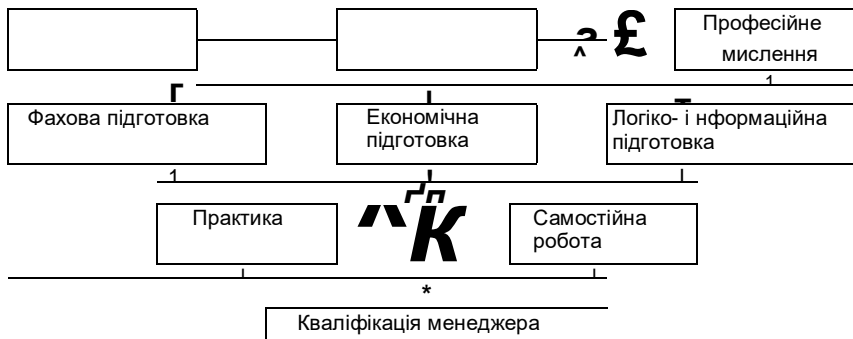 Професійне
мислення
Фахова підготовка
Економічна
підготовка
Логіко- і нформаційна
підготовка
Практика
Самостійна
робота
Кваліфікація менеджера